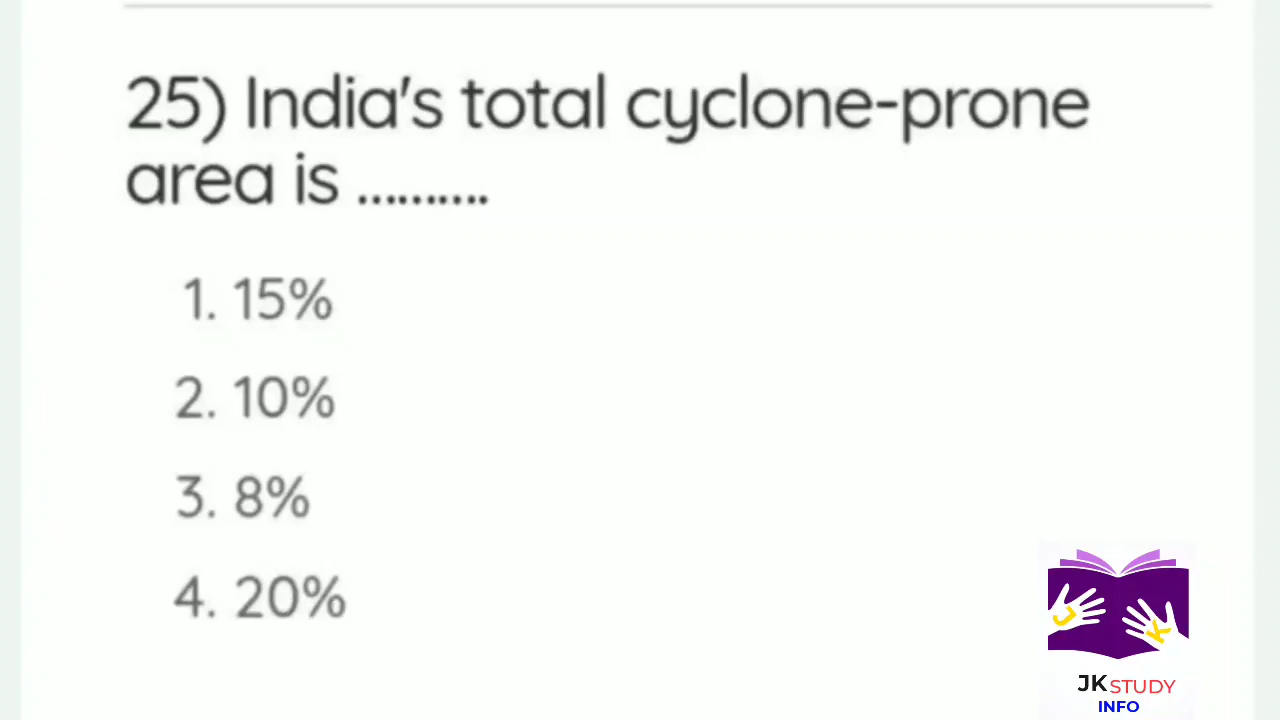 25) India's total cyclone-prone
area is ..........
1. 15%
2. 10%
3. 8%
4. 20%
J K
JK STUDY
INFO